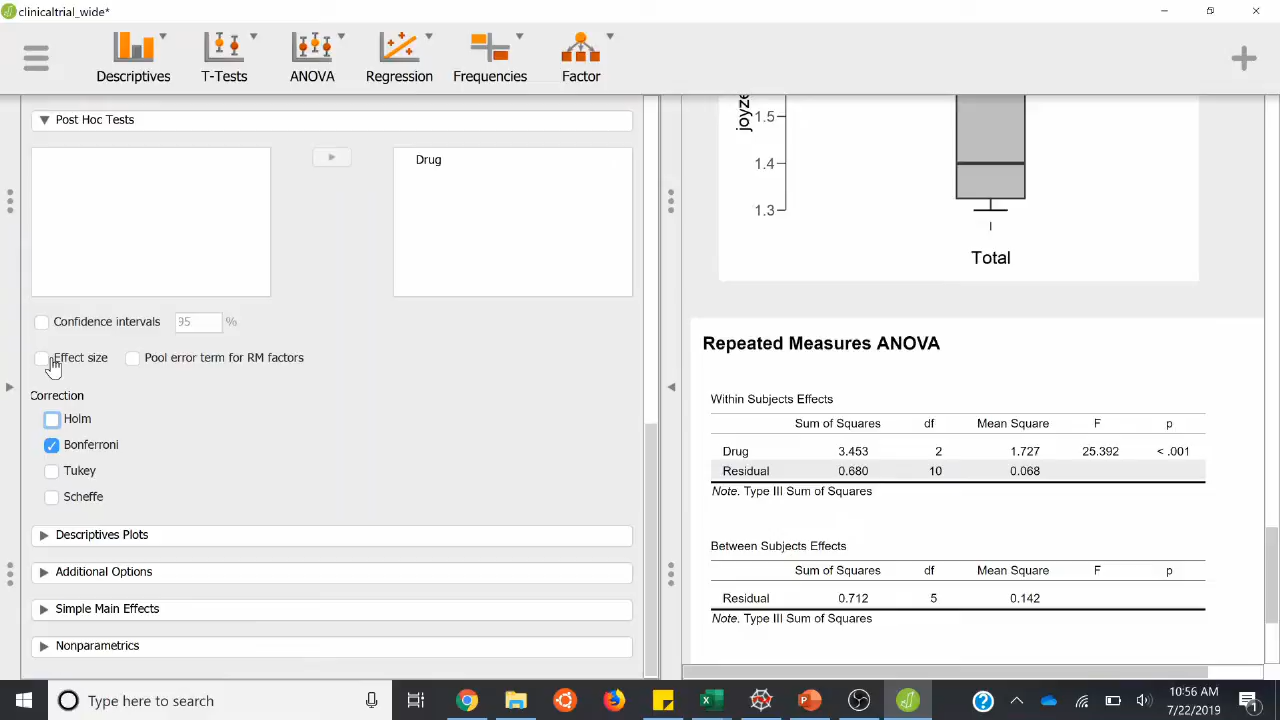 clinicaltrial_wide*
Descriptives T-Tests ANOVA Regression Frequencies Factor
Post Hoc Tests
Drug
Confidence intervals 95 %
Effect size Pool error term for RM factors
Correction
Holm
Bonferroni
Tukey
Scheffe
Descriptives Plots
Additional Options
Simple Main Effects
Nonparametrics
1.5
1.4
1.3
Total
Repeated Measures ANOVA
Within Subjects Effects
Sum of Squares df Mean Square F p
Drug 3.453 2 1.727 25.392 < .001
Residual 0.680 10 0.068
Note. Type III Sum of Squares
Between Subjects Effects
Sum of Squares df Mean Square F p
Residual 0.712 5 0.142
Note. Type III Sum of Squares
Type here to search
10:56 AM
7/22/2019
1